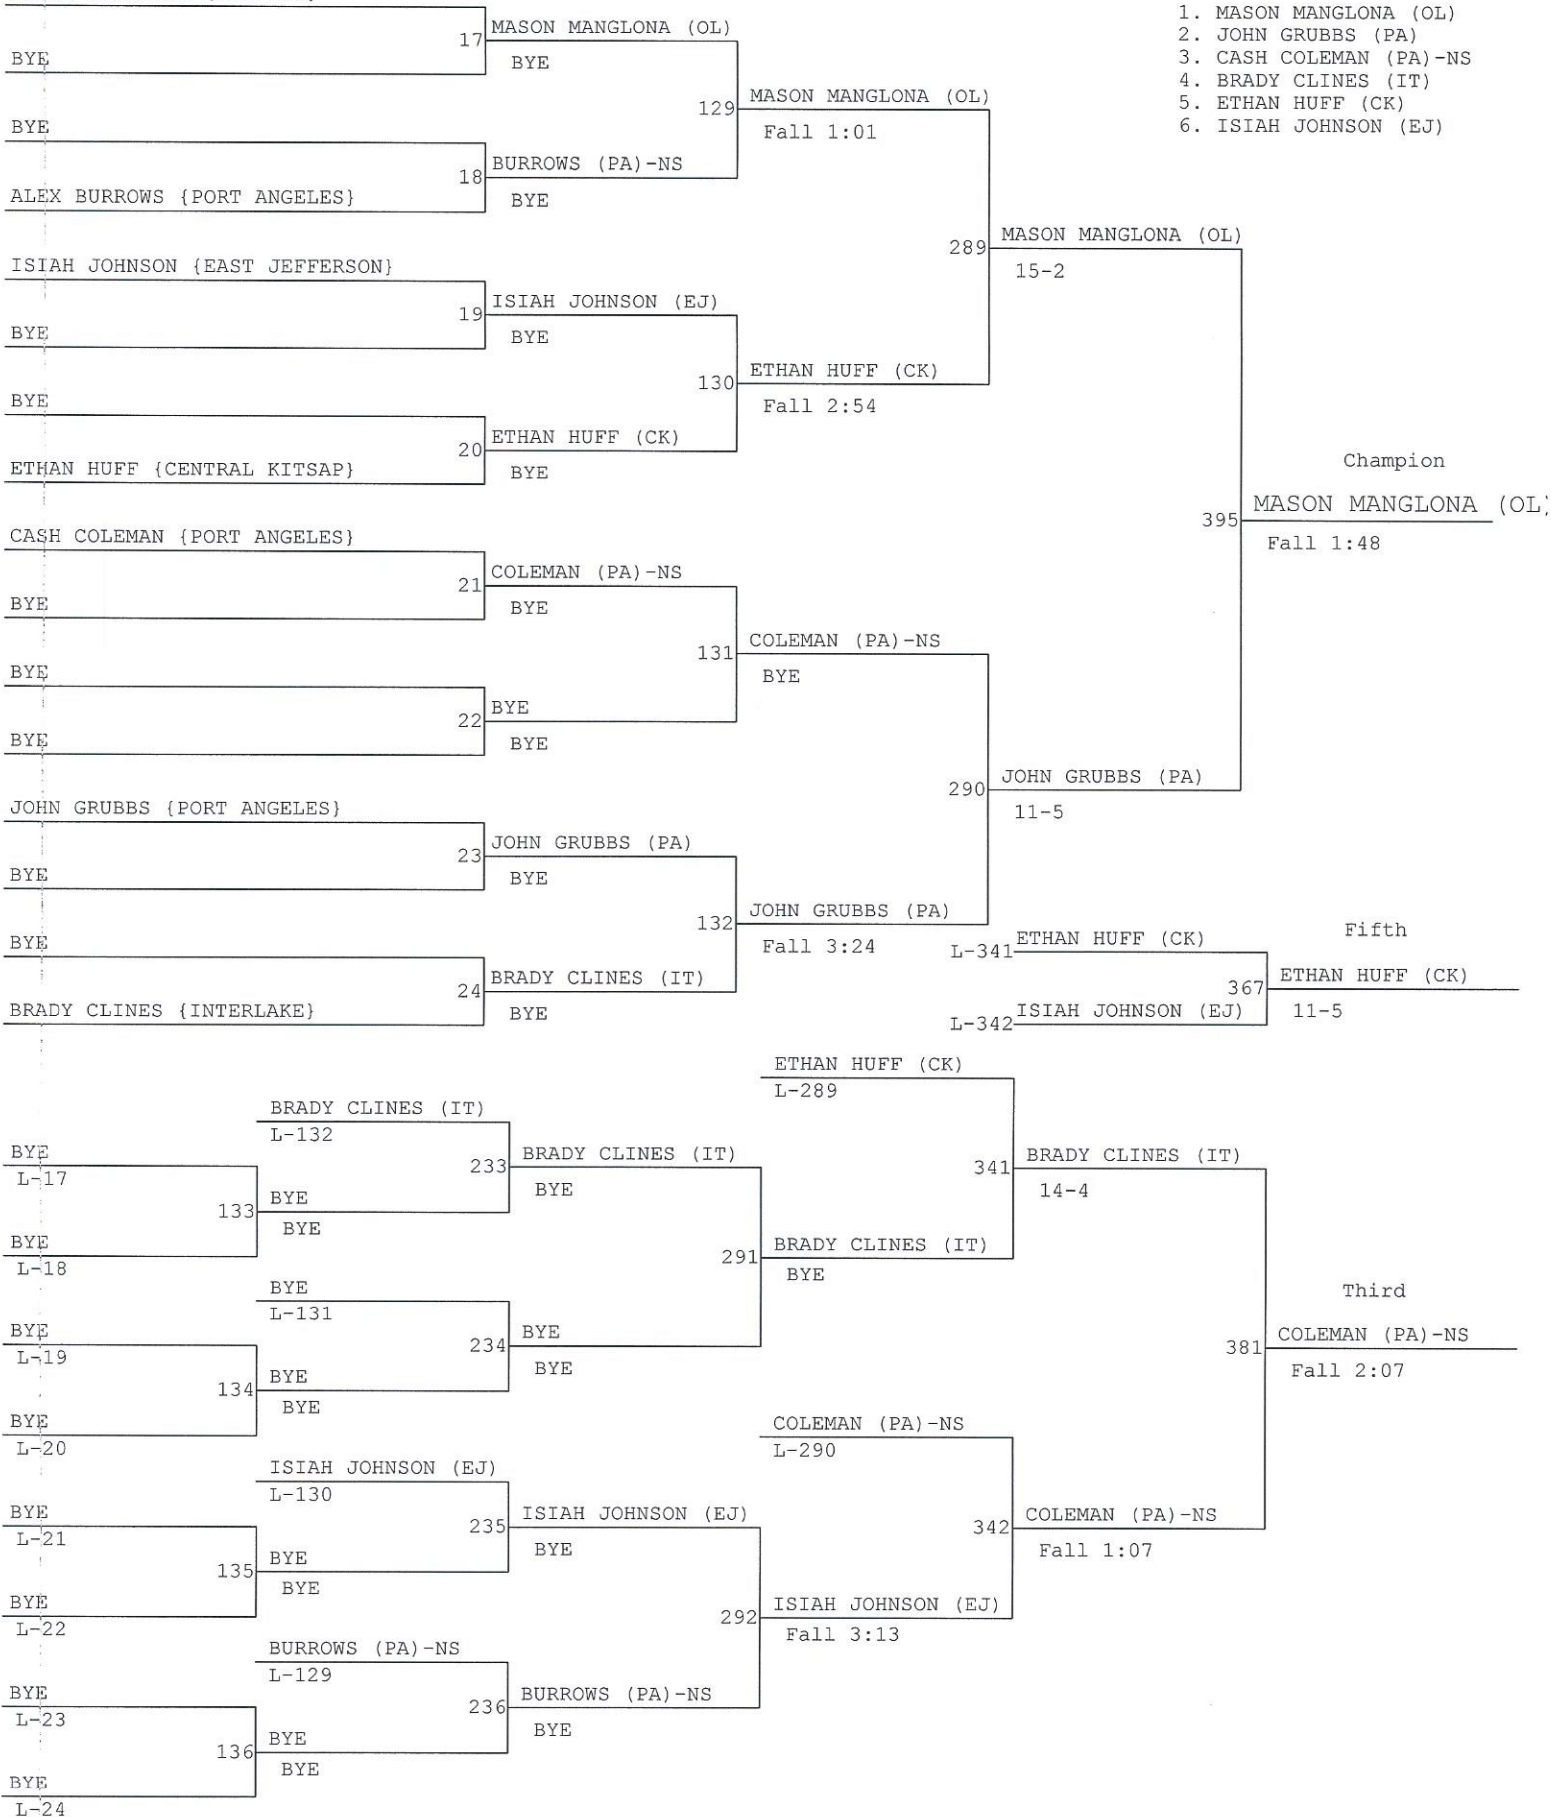 1. MASON MANGLONA (OL)
2. JOHN GRUBBS (PA)
3. CASH COLEMAN (PA)-NS
4. BRADY CLINES (IT)
5. ETHAN HUFF (CK)
6. ISIAH JOHNSON (EJ)
17
MASON MANGLONA (OL)
BYE
BYE
129
MASON MANGLONA (OL)
Fall 1:01
BYE
18
BURROWS (PA)-NS
BYE
ALEX BURROWS {PORT ANGELES}
289
MASON MANGLONA (OL)
15-2
ISIAH JOHNSON {EAST JEFFERSON}
19
ISIAH JOHNSON (EJ)
BYE
BYE
130
ETHAN HUFF (CK)
Fall 2:54
BYE
20
ETHAN HUFF (CK)
BYE
ETHAN HUFF {CENTRAL KITSAP}
Champion
395
MASON MANGLONA (OL)
Fall 1:48
CASH COLEMAN {PORT ANGELES}
21
COLEMAN (PA)-NS
BYE
BYE
131
COLEMAN (PA)-NS
BYE
BYE
22
BYE
BYE
BYE
290
JOHN GRUBBS (PA)
11-5
JOHN GRUBBS {PORT ANGELES}
23
JOHN GRUBBS (PA)
BYE
BYE
132
JOHN GRUBBS (PA)
Fall 3:24
BYE
24
BRADY CLINES (IT)
BYE
BRADY CLINES {INTERLAKE}
Fifth
L-341
ETHAN HUFF (CK)
367
ETHAN HUFF (CK)
11-5
L-342
ISIAH JOHNSON (EJ)
ETHAN HUFF (CK)
L-289
BRADY CLINES (IT)
L-132
233
BRADY CLINES (IT)
BYE
341
BRADY CLINES (IT)
14-4
BYE
L-17
133
BYE
BYE
BYE
L-18
291
BRADY CLINES (IT)
BYE
BYE
L-131
234
BYE
BYE
BYE
L-19
134
BYE
BYE
BYE
L-20
Third
381
COLEMAN (PA)-NS
Fall 2:07
COLEMAN (PA)-NS
L-290
ISIAH JOHNSON (EJ)
L-130
235
ISIAH JOHNSON (EJ)
BYE
342
COLEMAN (PA)-NS
Fall 1:07
BYE
L-21
135
BYE
BYE
BYE
L-22
292
ISIAH JOHNSON (EJ)
Fall 3:13
BURROWS (PA)-NS
L-129
236
BURROWS (PA)-NS
BYE
BYE
L-23
136
BYE
BYE
BYE
L-24